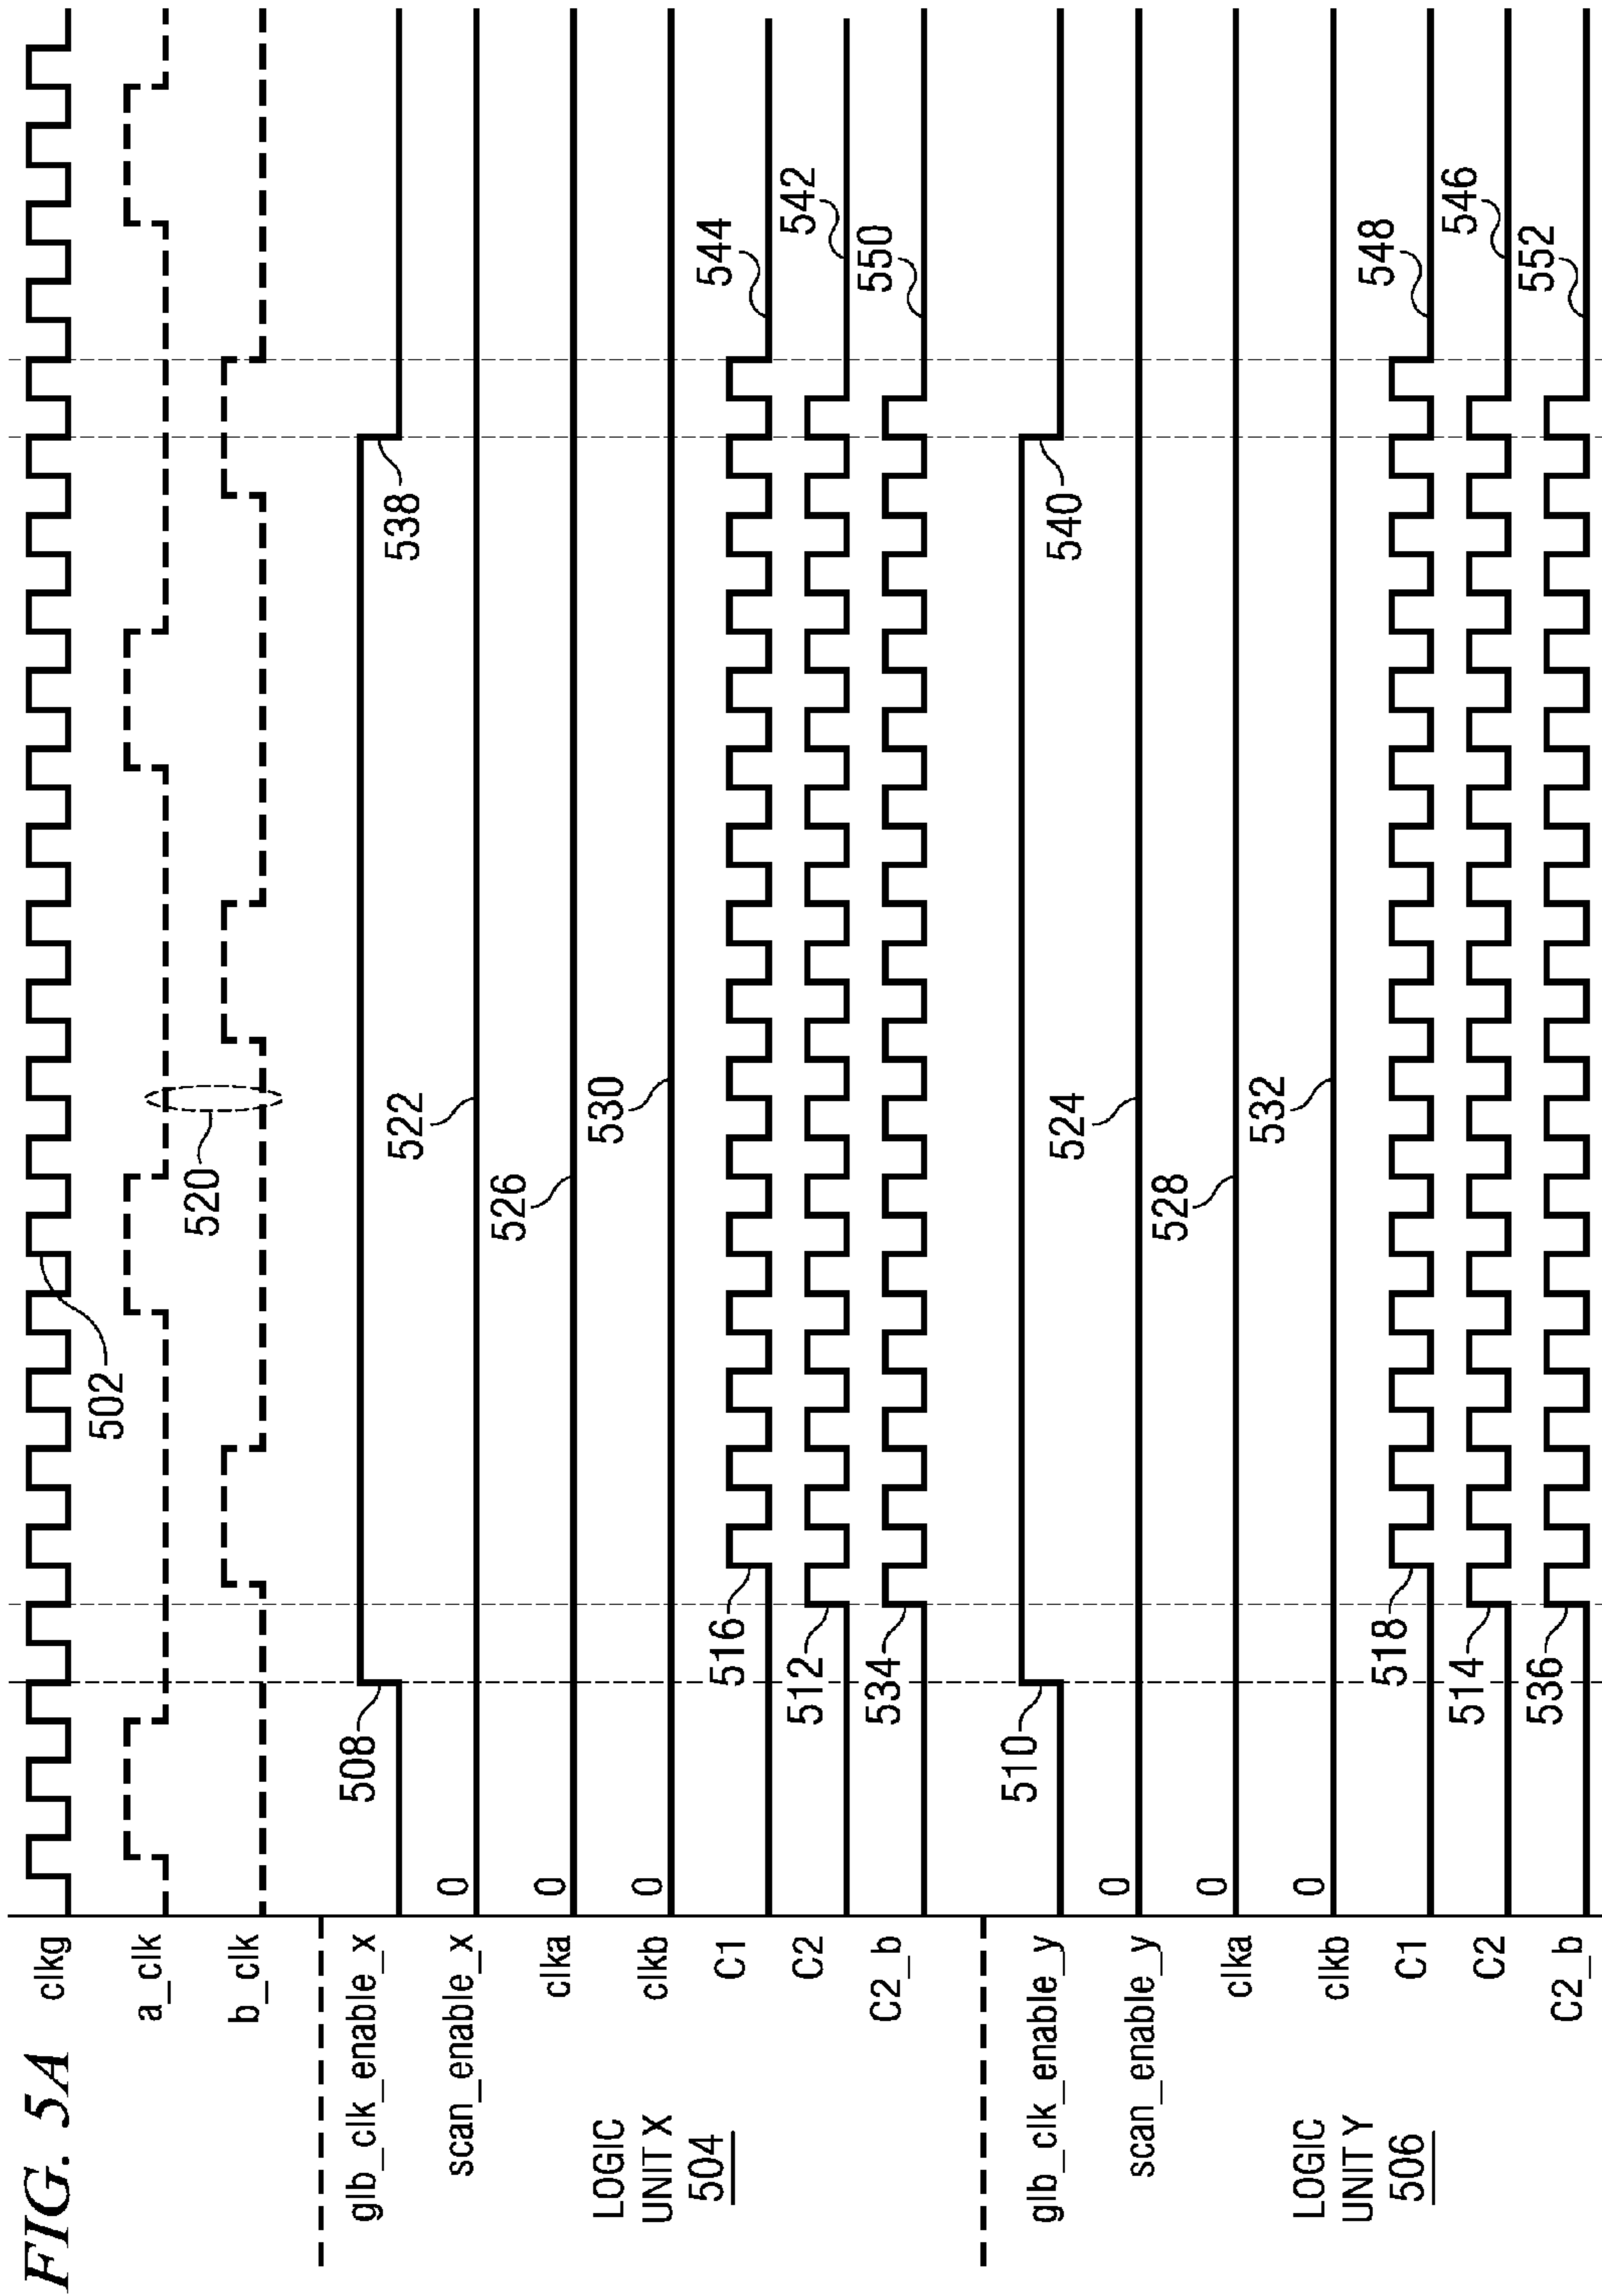 FIG. 5A
clkg
502
a_clk
520
b_clk
glb_clk_enable_x
508
538
scan_enable_x
0
522
LOGIC
UNIT X
504
clka
0
526
clkb
0
530
C1
516
544
C2
512
542
C2_b
534
550
glb_clk_enable_y
510
540
scan_enable_y
0
524
LOGIC
UNIT Y
506
clka
0
528
clkb
0
532
C1
518
548
C2
514
546
C2_b
536
552